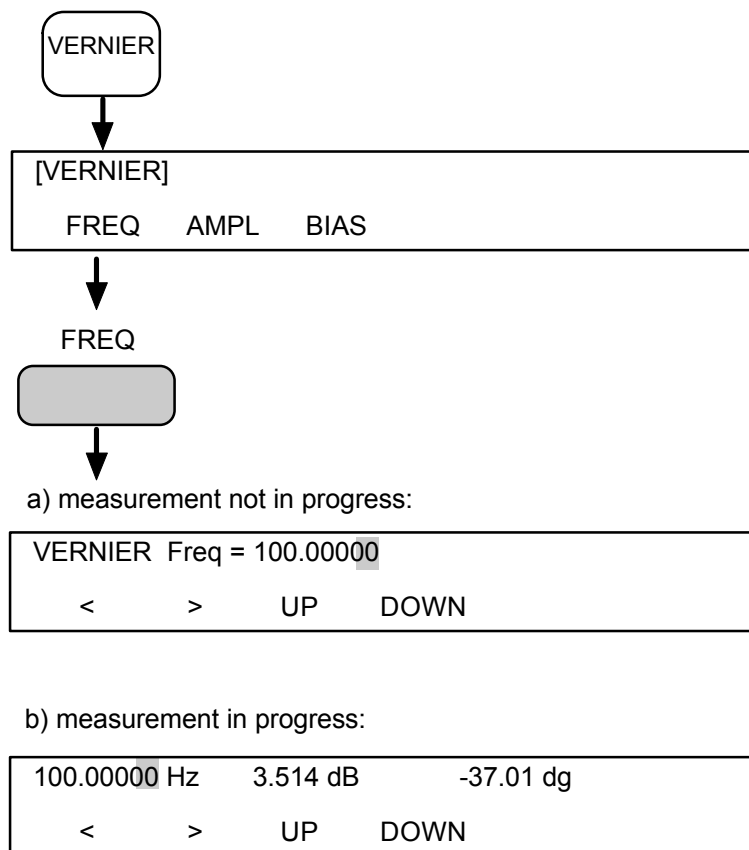 VERNIER
[VERNIER]
FREQ AMPL BIAS
FREQ
a) measurement not in progress:
VERNIER Freq = 100.00000
< > UP DOWN
b) measurement in progress:
100.00000 Hz 3.514 dB -37.01 dg
< > UP DOWN